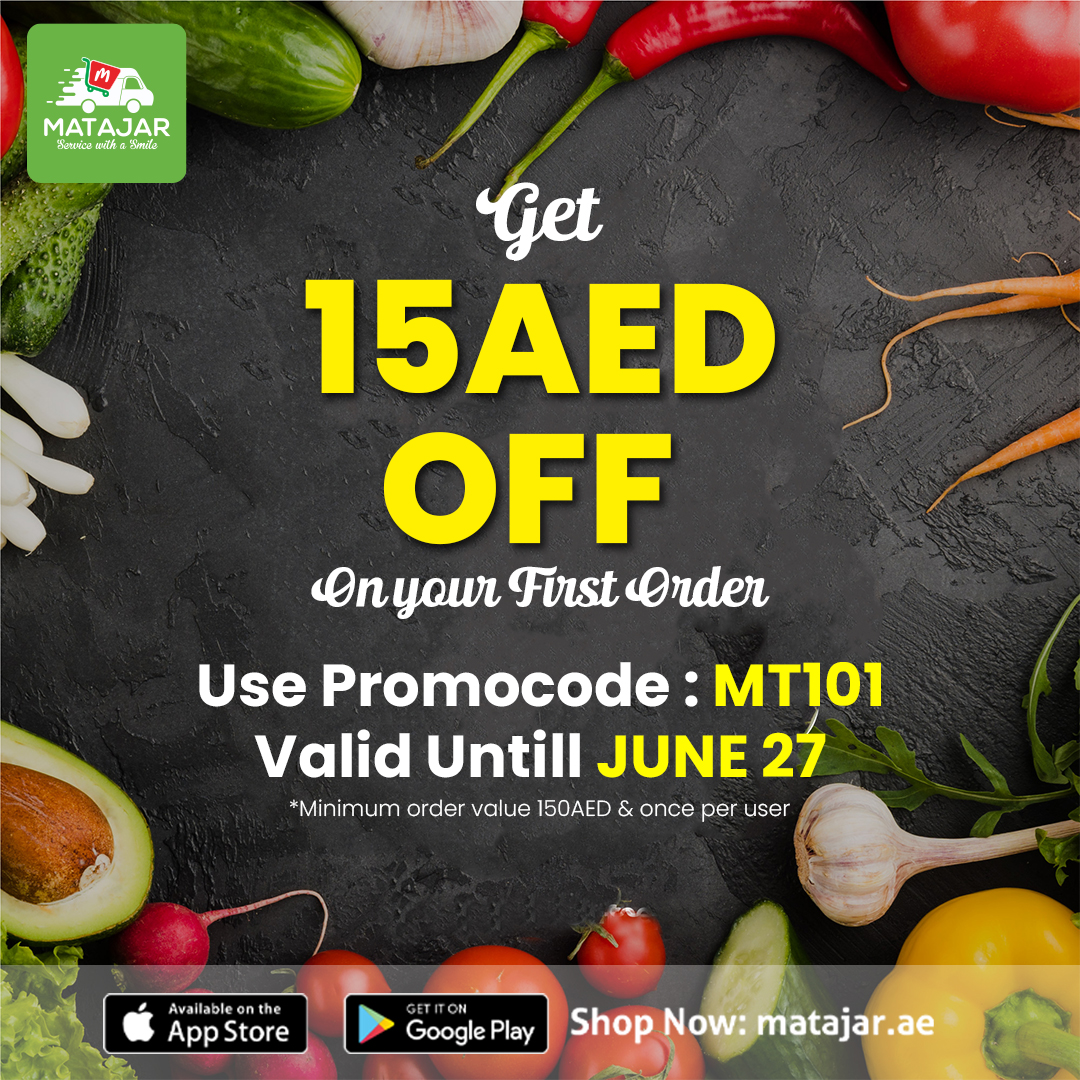 M
MATAJAR
Service with a Smile
Get
15AED
OFF
On your First Order
Use Promocode : MT101
Valid Untill JUNE 27
*Minimum order value 150AED & once per user
Available on the
App Store
GET IT ON
Google Play
Shop Now: matajar.ae